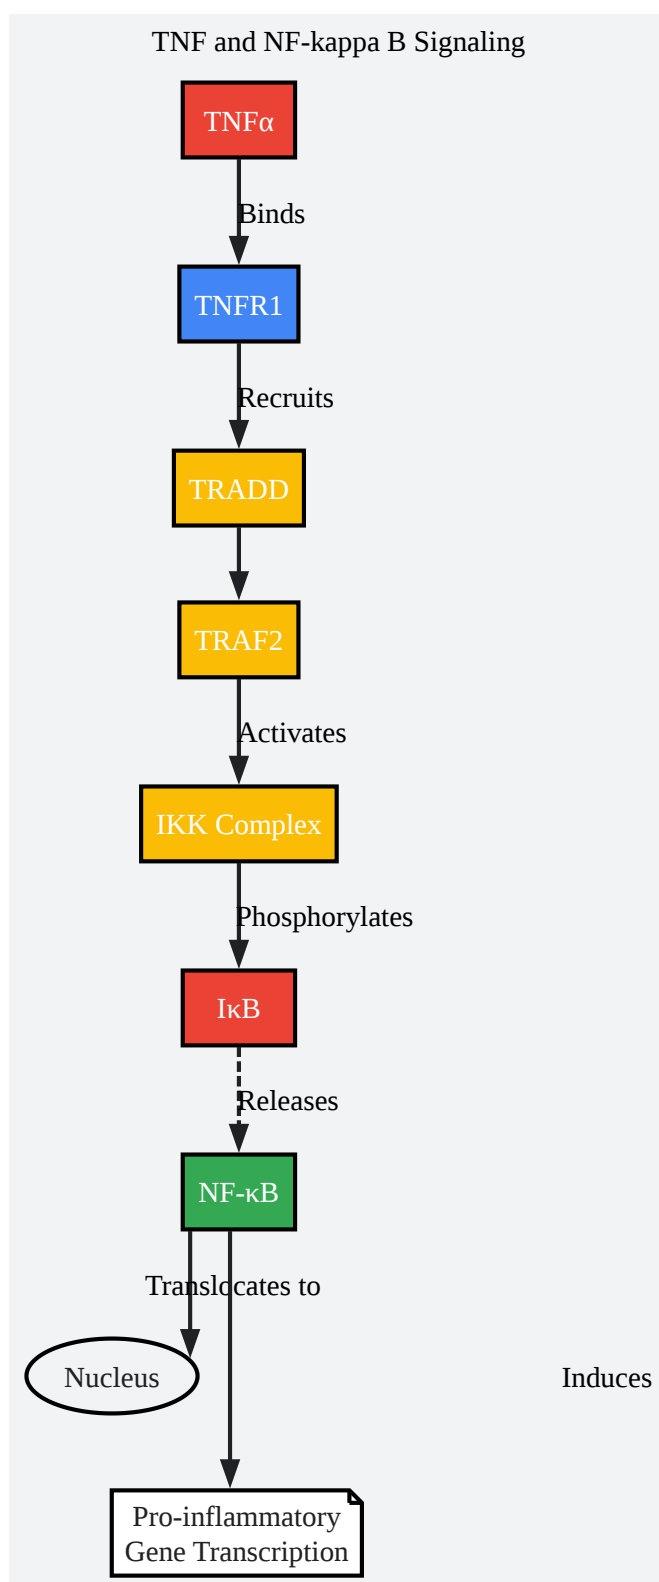 TNF and NF-kappa B Signaling
TNFα
Binds
TNFR1
Recruits
TRADD
TRAF2
Activates
IKK Complex
Phosphorylates
IκB
Releases
NF-κB
Translocates to
Nucleus
Induces
Pro-inflammatory
Gene Transcription